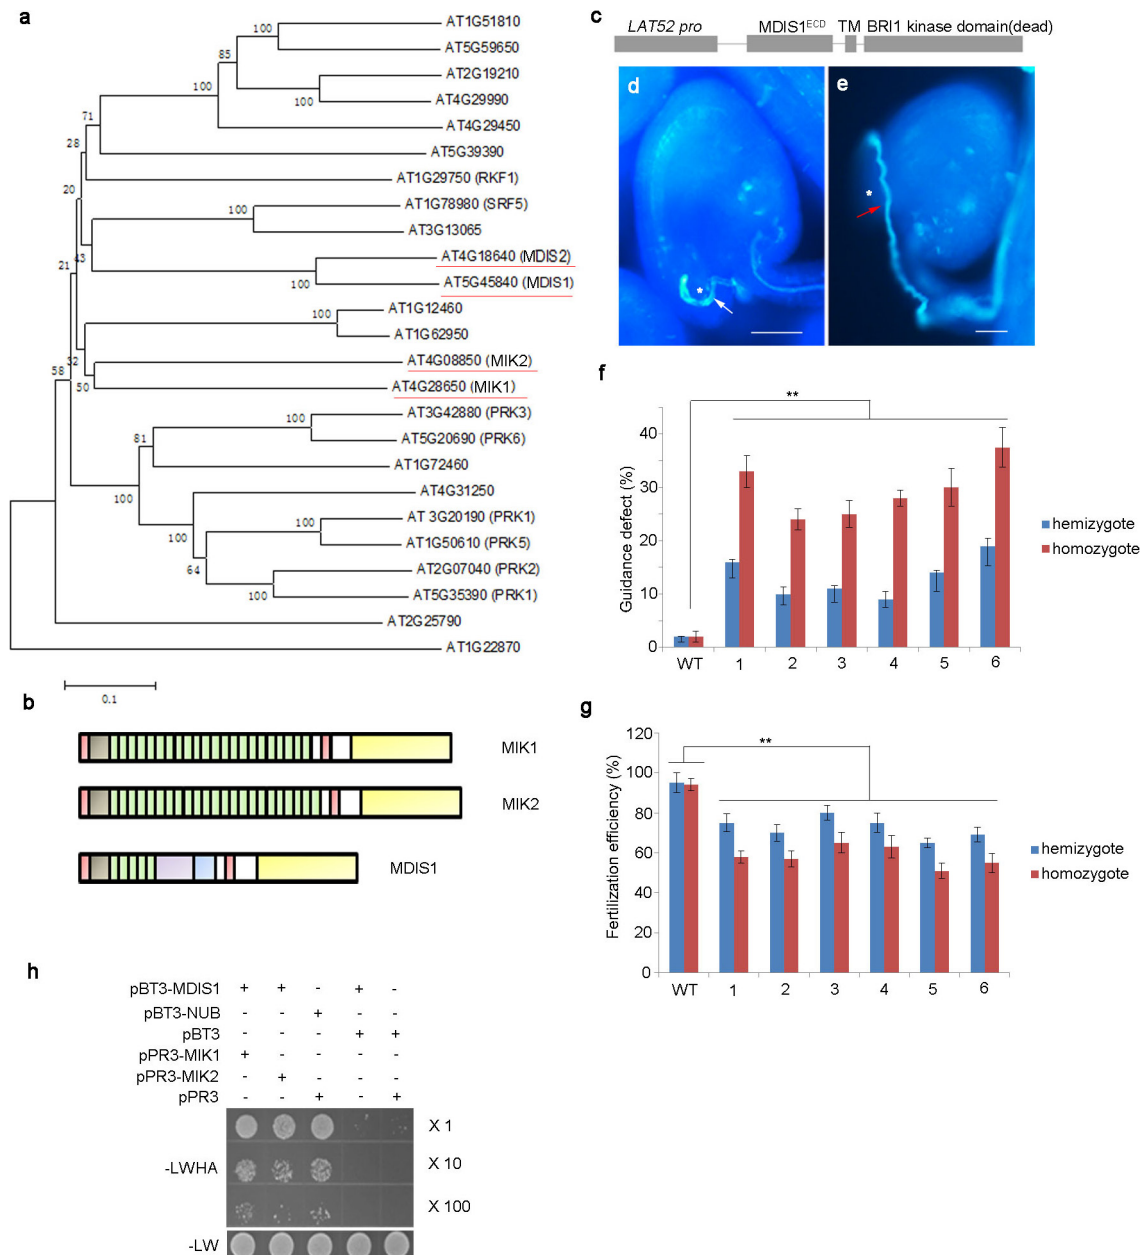 a
AT1G51810
AT5G59650
AT2G19210
AT4G29990
AT4G29450
AT5G39390
AT1G29750 (RKF1)
AT1G78980 (SRF5)
AT3G13065
AT4G18640 (MDIS2)
AT5G45840 (MDIS1)
AT1G12460
AT1G62950
AT4G08850 (MIK2)
AT4G28650 (MIK1)
AT3G42880 (PRK3)
AT5G20690 (PRK6)
AT1G72460
AT4G31250
AT 3G20190 (PRK1)
AT1G50610 (PRK5)
AT2G07040 (PRK2)
AT5G35390 (PRK1)
AT2G25790
AT1G22870
100
85
100
100
71
28
20
100
43
100
21
100
32
50
58
100
81
100
100
100
64
100
0.1
b
MIK1
MIK2
MDIS1
c
LAT52 pro
MDIS1ECD
TM
BRI1 kinase domain(dead)
d
*
e
*
f
Guidance defect (%)
40
30
20
10
0
**
WT 1 2 3 4 5 6
hemizygote
homozygote
g
Fertilization efficiency (%)
120
100
80
60
40
20
0
**
WT 1 2 3 4 5 6
hemizygote
homozygote
h
pBT3-MDIS1 + + - + -
pBT3-NUB - - + - -
pBT3 - - - + +
pPR3-MIK1 + - - - -
pPR3-MIK2 - + - - -
pPR3 - - + - +
-LWHA
X 1
X 10
X 100
-LW